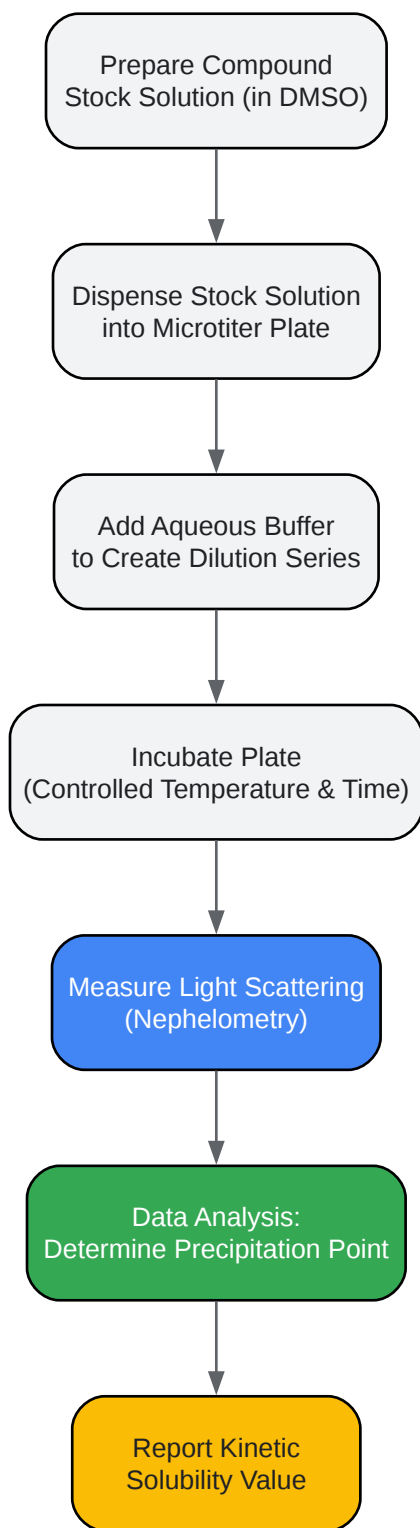 Prepare Compound
Stock Solution (in DMSO)
Dispense Stock Solution
into Microtiter Plate
Add Aqueous Buffer
to Create Dilution Series
Incubate Plate
(Controlled Temperature & Time)
Measure Light Scattering
(Nephelometry)
Data Analysis:
Determine Precipitation Point
Report Kinetic
Solubility Value